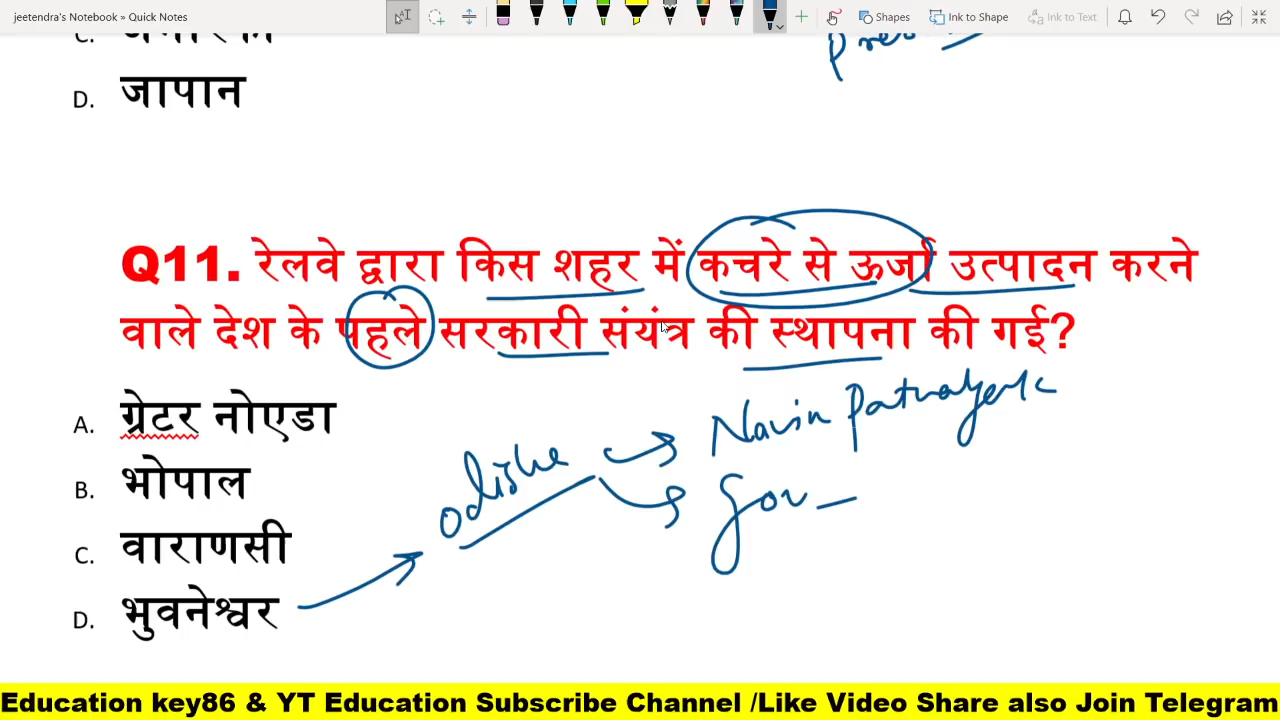 jeetendra's Notebook » Quick Notes
Shapes
Ink to Shape
Ink to Text
C.
D. जापान
Q11. रेलवे द्वारा किस शहर में कचरे से ऊर्जा उत्पादन करने
वाले देश के पहले सरकारी संयंत्र की स्थापना की गई?
A. ग्रेटर नोएडा
B. भोपाल
C. वाराणसी
D. भुवनेश्वर
Navin
Gov
Education key86 & YT Education Subscribe Channel /Like Video Share also Join Telegram